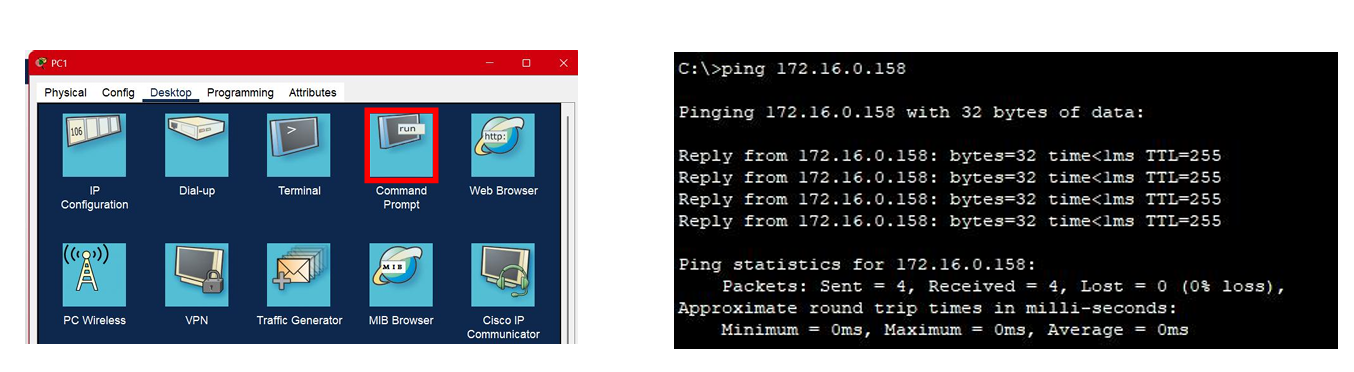 PC1
Physical Config Desktop Programming Attributes
106
>
run
http:
IP
Configuration
Dial-up
Terminal
Command
Prompt
Web Browser
((•))
MIB
PC Wireless
VPN
Traffic Generator
MIB Browser
Cisco IP
Communicator
C:\>ping 172.16.0.158
Pinging 172.16.0.158 with 32 bytes of data:
Reply from 172.16.0.158: bytes=32 time<1ms TTL=255
Reply from 172.16.0.158: bytes=32 time<1ms TTL=255
Reply from 172.16.0.158: bytes=32 time<1ms TTL=255
Reply from 172.16.0.158: bytes=32 time<1ms TTL=255
Ping statistics for 172.16.0.158:
Packets: Sent = 4, Received = 4, Lost = 0 (0% loss),
Approximate round trip times in milli-seconds:
Minimum = 0ms, Maximum = 0ms, Average = 0ms